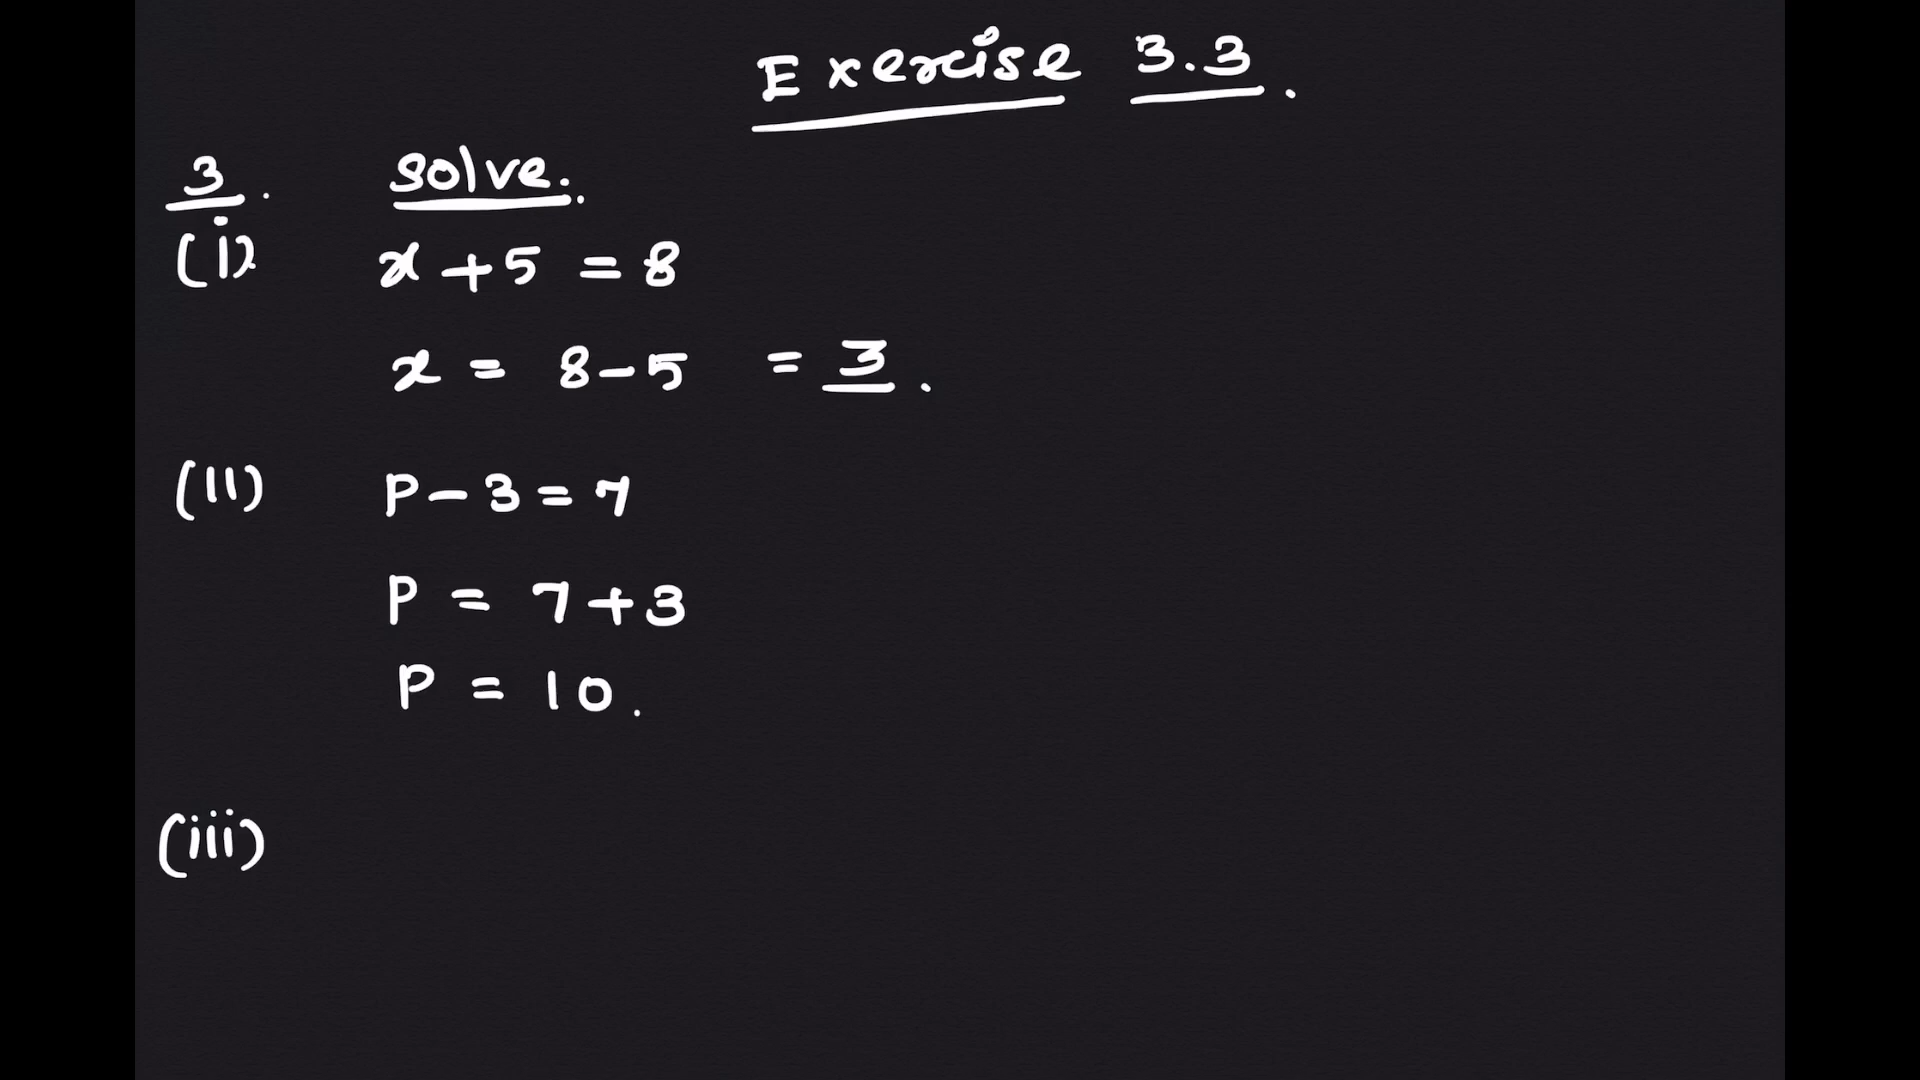 Exercise 3.3.
3. Solve:.
(i) x + 5 = 8
x = 8 - 5 = 3.
(II) P - 3 = 7
P = 7 + 3
P = 10.
(iii)